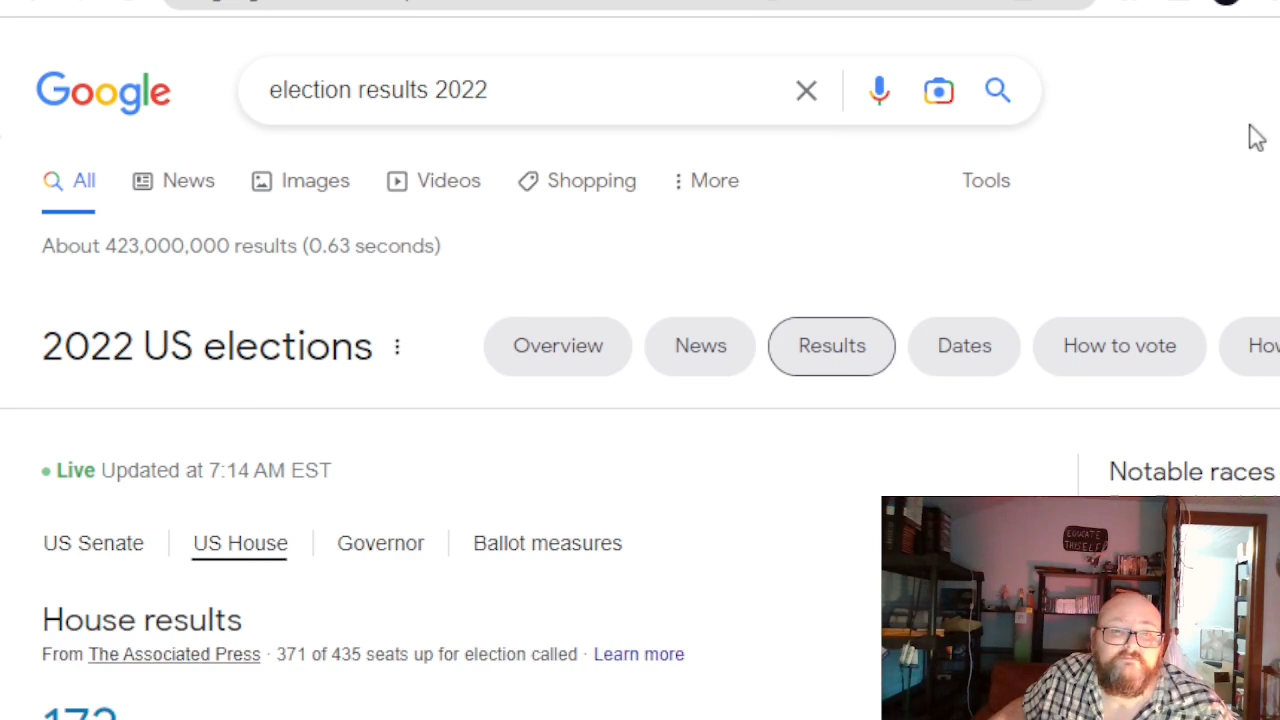 Google
election results 2022
All News Images Videos Shopping More Tools
About 423,000,000 results (0.63 seconds)
2022 US elections Overview News Results Dates How to vote
Live Updated at 7:14 AM EST
Notable races
US Senate US House Governor Ballot measures
EDUCATE
THYSELF
House results
From The Associated Press · 371 of 435 seats up for election called · Learn more